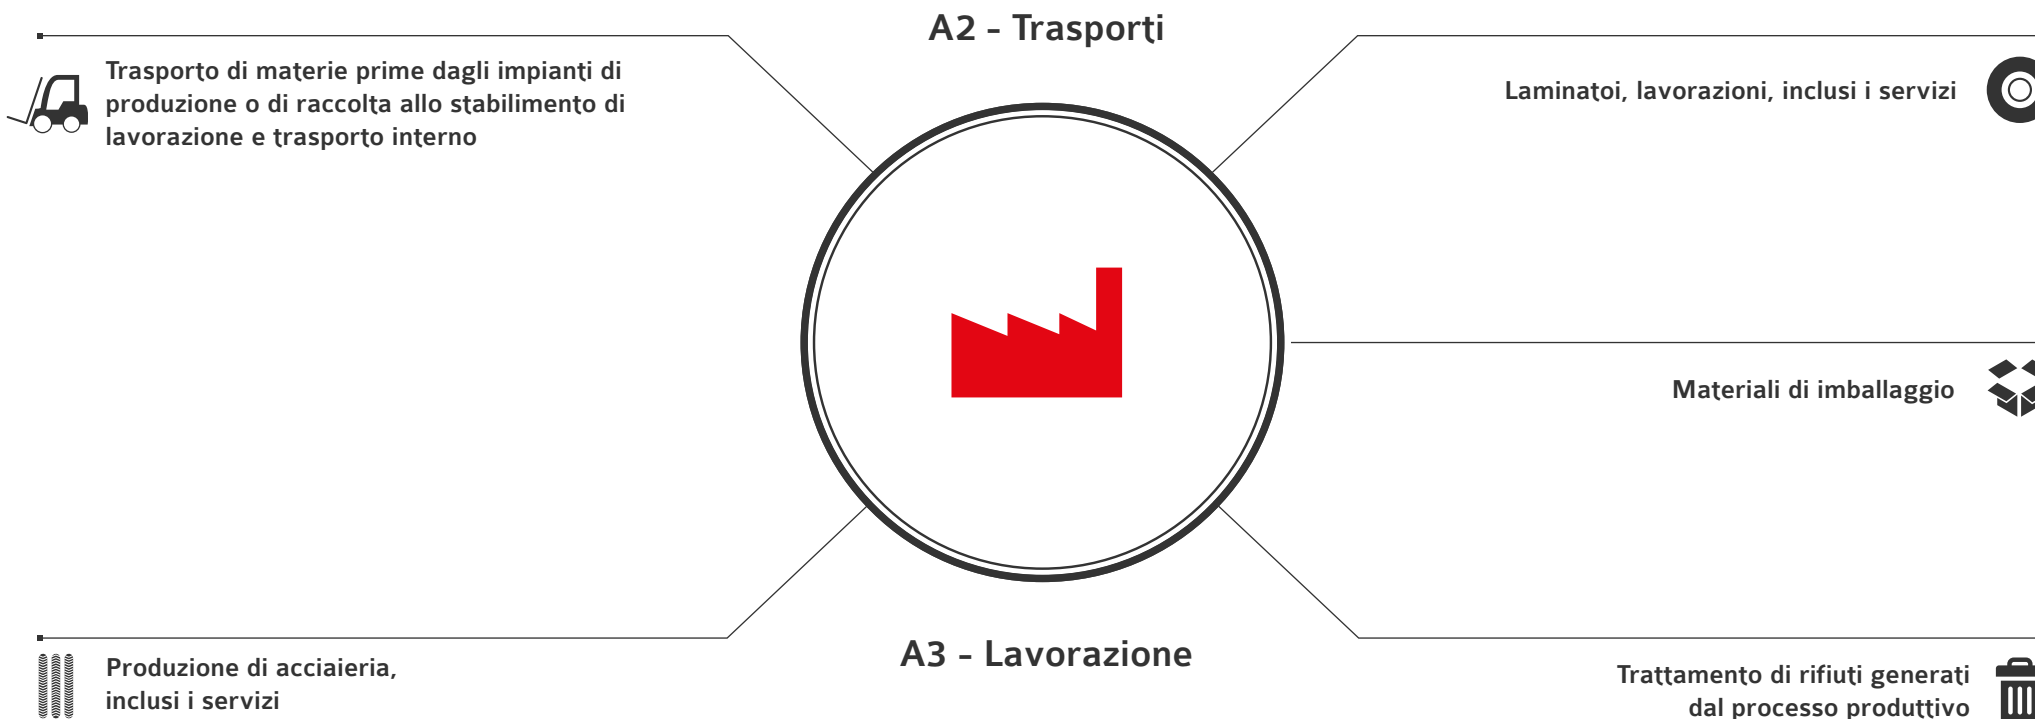 A2 - Trasporti
Trasporto di materie prime dagli impianti di
produzione o di raccolta allo stabilimento di
lavorazione e trasporto interno
Laminatoi, lavorazioni, inclusi i servizi
Materiali di imballaggio
A3 - Lavorazione
Produzione di acciaieria,
inclusi i servizi
Trattamento di rifiuti generati
dal processo produttivo